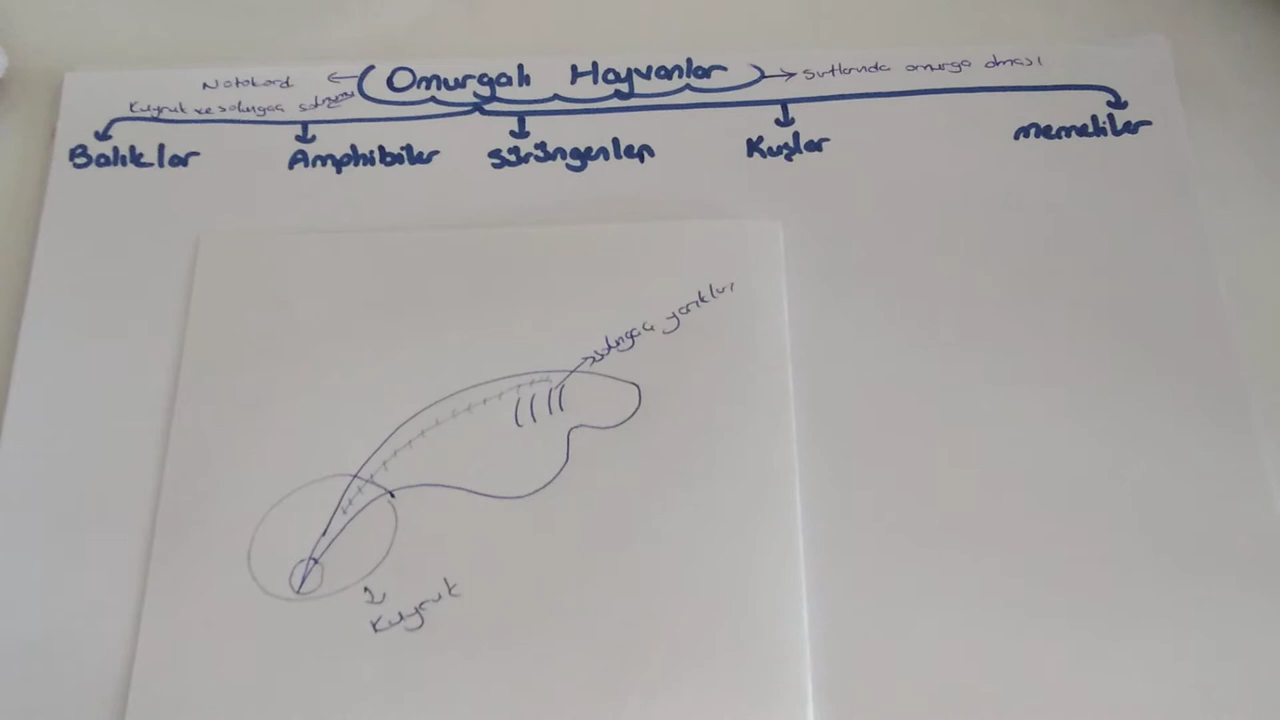 Omurgalı Hayvanlar
Notokord
sırtlarında omurga olması
Kuyruk ve solungaç
Balıklar
Amphibiler
Sürüngenler
Kuşlar
memeliler
solungaç yarıkları
Kuyruk